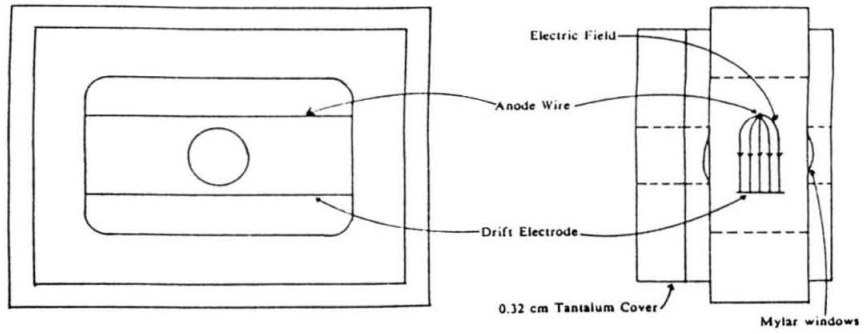 Electric Field
Anode Wire
Drift Electrode
0.32 cm Tantalum Cover
Mylar windows